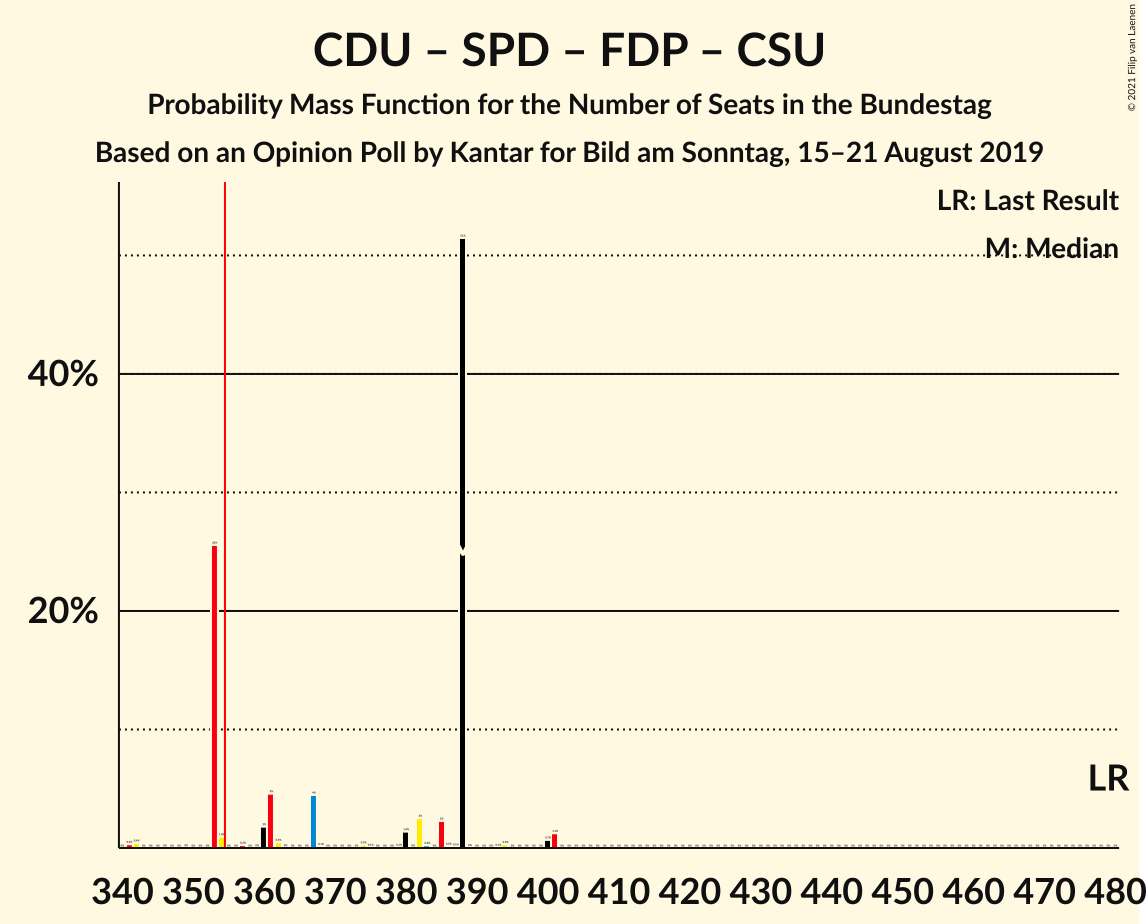 CDU – SPD – FDP – CSU
Probability Mass Function for the Number of Seats in the Bundestag
Based on an Opinion Poll by Kantar for Bild am Sonntag, 15–21 August 2019
© 2021 Filip van Laenen
LR: Last Result
M: Median
40%
20%
LR
340 350 360 370 380 390 400 410 420 430 440 450 460 470 480